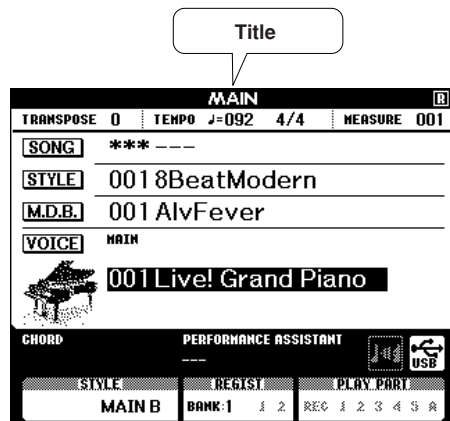 Title
MAIN R
TRANSPOSE 0 TEMPO ♩=092 4/4 MEASURE 001
SONG ***---
STYLE 001 8BeatModern
M.D.B. 001 AlvFever
VOICE MAIN
001 Live! Grand Piano
CHORD PERFORMANCE ASSISTANT
---
USB
STYLE REGIST PLAY PART
MAIN B BANK:1 1 2 REC 1 2 3 4 5 A